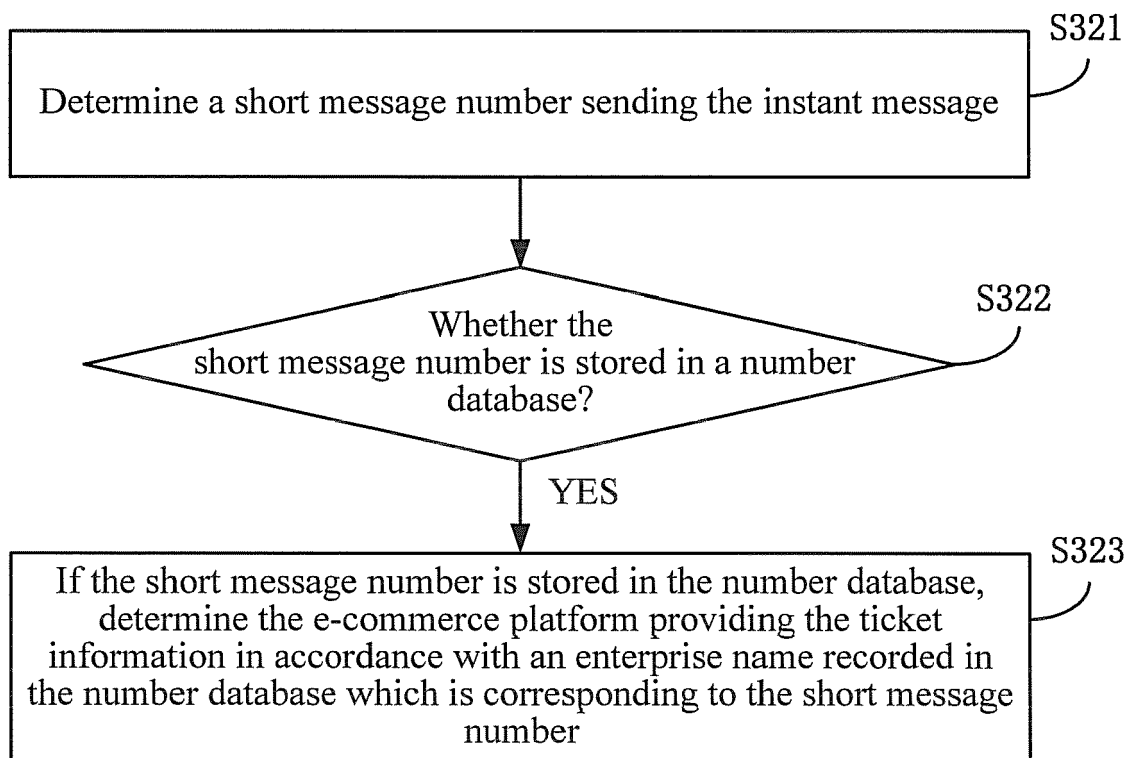 S321
Determine a short message number sending the instant message
S322
Whether the
short message number is stored in a number
database?
YES
S323
If the short message number is stored in the number database,
determine the e-commerce platform providing the ticket
information in accordance with an enterprise name recorded in
the number database which is corresponding to the short message
number